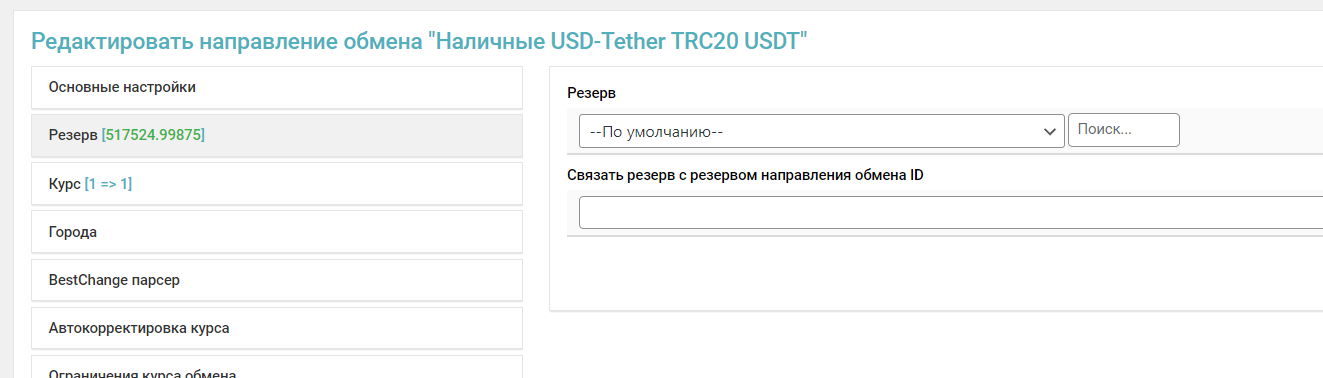 Редактировать направление обмена "Наличные USD-Tether TRC20 USDT"
Основные настройки
Резерв [517524.99875]
Курс [1 => 1]
Города
BestChange парсер
Автокорректировка курса
Ограничения курса обмена
Резерв
--По умолчанию--
Поиск...
Связать резерв с резервом направления обмена ID